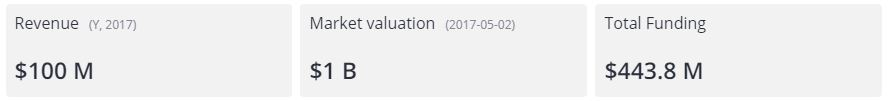 Revenue (Y, 2017)
Market valuation (2017-05-02)
Total Funding
$100 M
$1 B
$443.8 M